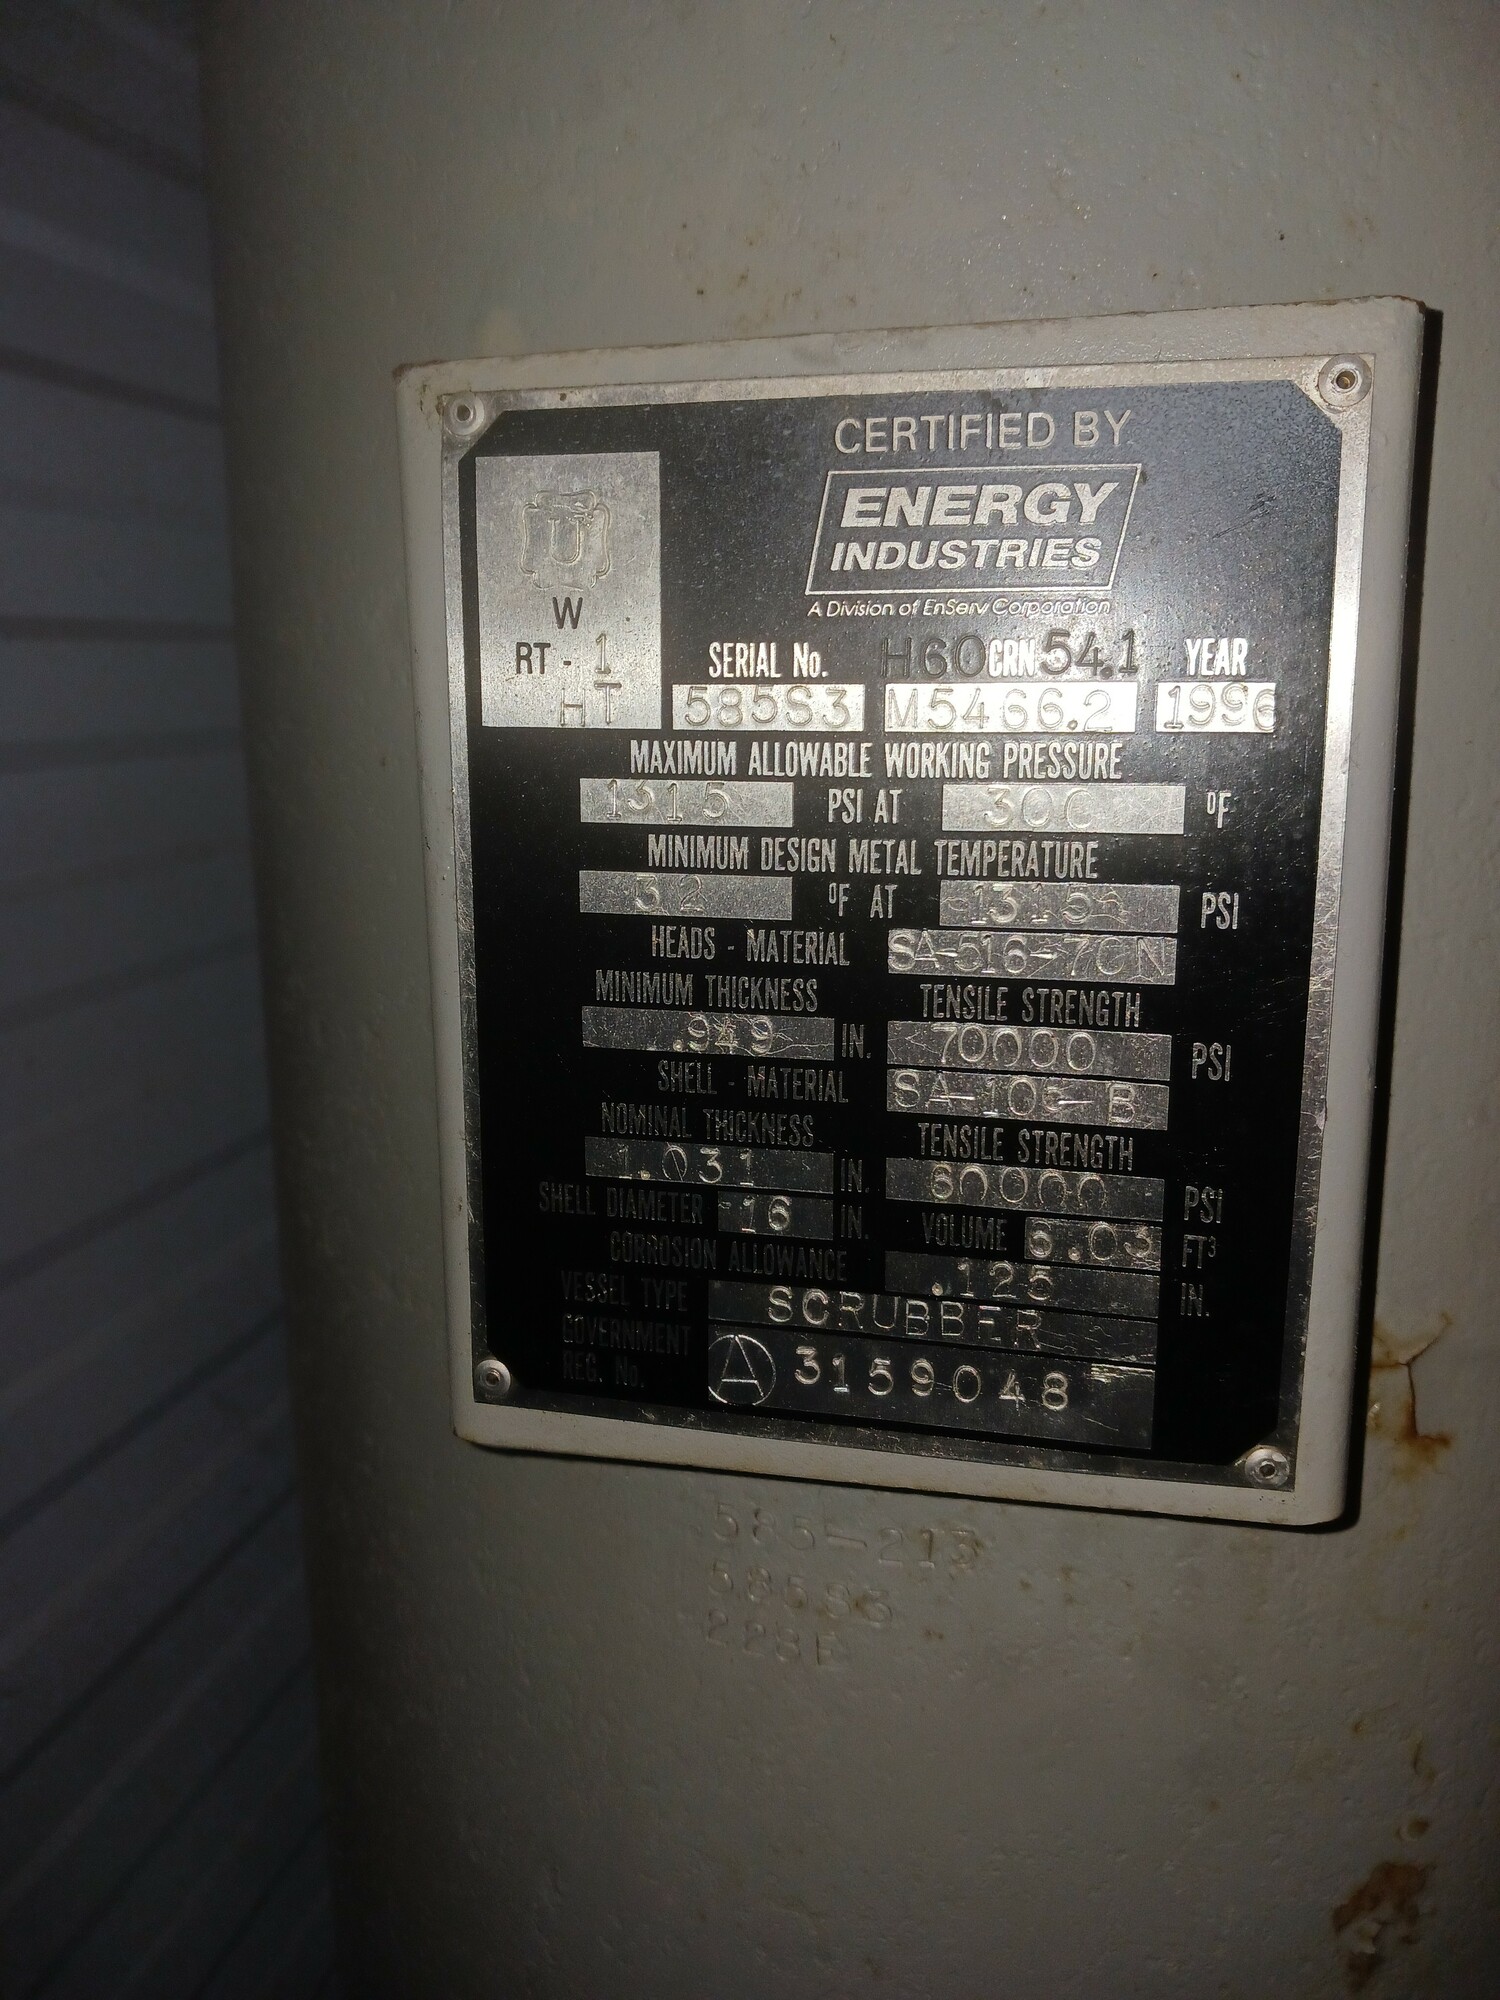 CERTIFIED BY
ENERGY
INDUSTRIES
A Division of EnServ Corporation
U
W
RT - 1
HT
SERIAL No. H60 CRN 54.1 YEAR
585S3 M5466.2 1996
MAXIMUM ALLOWABLE WORKING PRESSURE
1315 PSI AT 300 °F
MINIMUM DESIGN METAL TEMPERATURE
32 °F AT 1315 PSI
HEADS - MATERIAL SA-516-70N
MINIMUM THICKNESS TENSILE STRENGTH
.949 IN. 70000 PSI
SHELL - MATERIAL SA-106-B
NOMINAL THICKNESS TENSILE STRENGTH
1.031 IN. 60000 PSI
SHELL DIAMETER 16 IN. VOLUME 6.03 FT³
CORROSION ALLOWANCE .125 IN.
VESSEL TYPE SCRUBBER
GOVERNMENT
REG. No. A 3159048
585-213
585S3